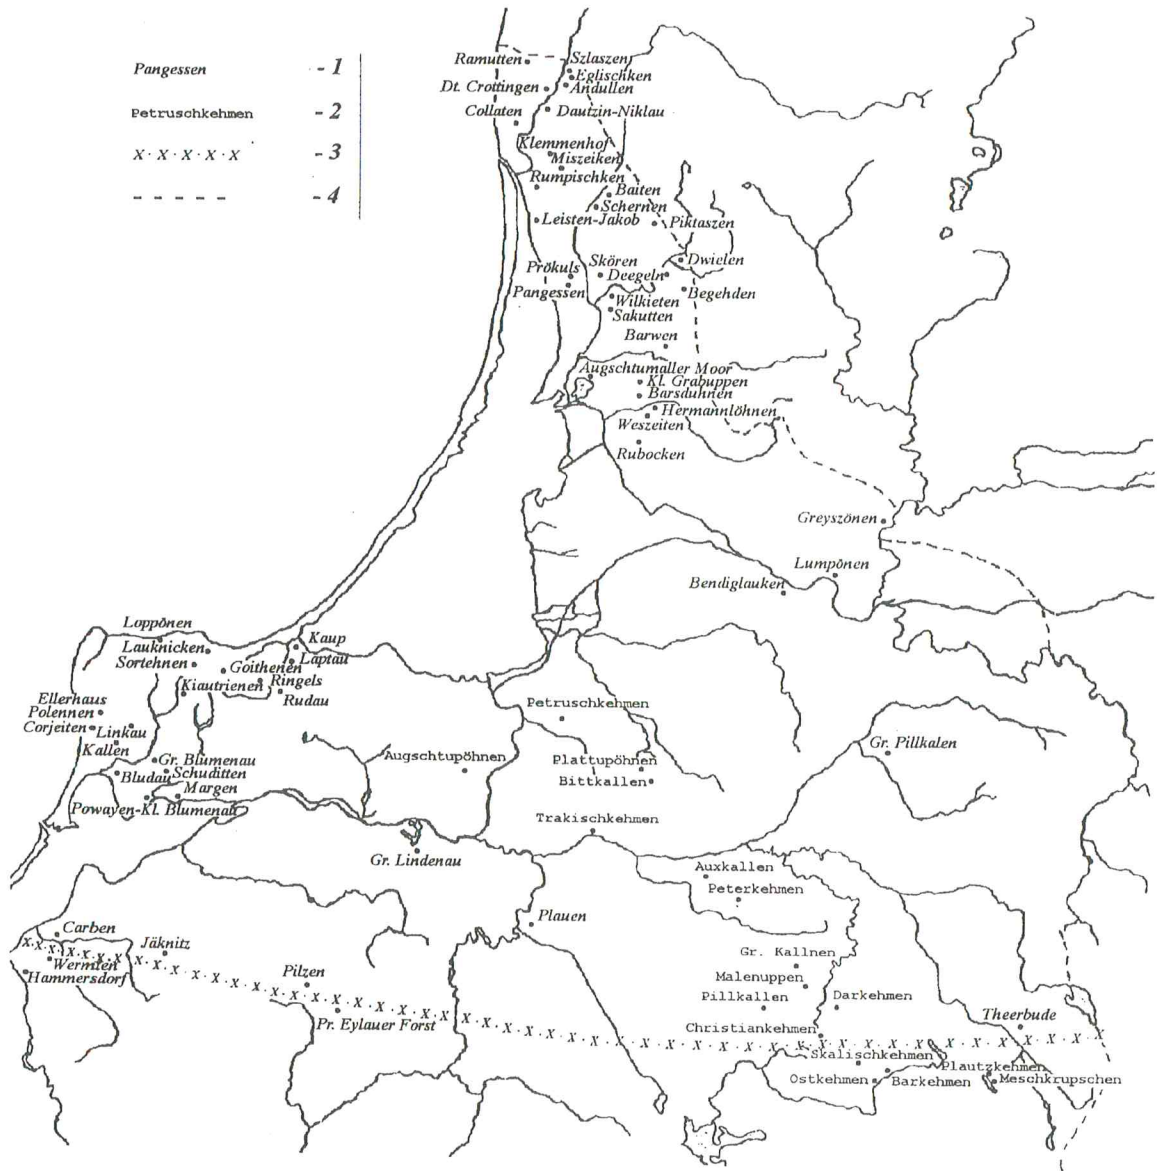 Pangessen - 1
Petruschkehmen - 2
X · X · X · X · X - 3
- - - - - - 4
Ramutten
Szlaszen
Eglischken
Dt. Crottingen
Andullen
Collaten
Dautzin-Niklau
Klemmenhof
Miszeiken
Rumpischken
Baiten
Schernen
Leisten-Jakob
Piktaszen
Skören
Dwielen
Prökuls
Deegeln
Pangessen
Begehden
Wilkieten
Sakutten
Barwen
Augschtumaller Moor
Kl. Grabuppen
Barsduhnen
Hermannlöhnen
Weszeiten
Rubocken
Greyszönen
Lumpönen
Bendiglauken
Loppönen
Kaup
Lauknicken
Laptau
Sortehnen
Goithenen
Ringels
Kiautrienen
Rudau
Ellerhaus
Polennen
Corjeiten
Linkau
Kallen
Petruschkehmen
Gr. Pillkalen
Gr. Blumenau
Augschtupöhnen
Plattupöhnen
Bludau
Schuditten
Bittkallen
Margen
Powayen-Kl. Blumenau
Trakischkehmen
Gr. Lindenau
Auxkallen
Peterkehmen
Plauen
Carben
Jäknitz
Gr. Kallnen
Wermten
Hammersdorf
Pilzen
Malenuppen
Pillkallen
Darkehmen
Pr. Eylauer Forst
Christiankehmen
Theerbude
Skalischkehmen
Plautzkehmen
Ostkehmen
Barkehmen
Meschkrupschen